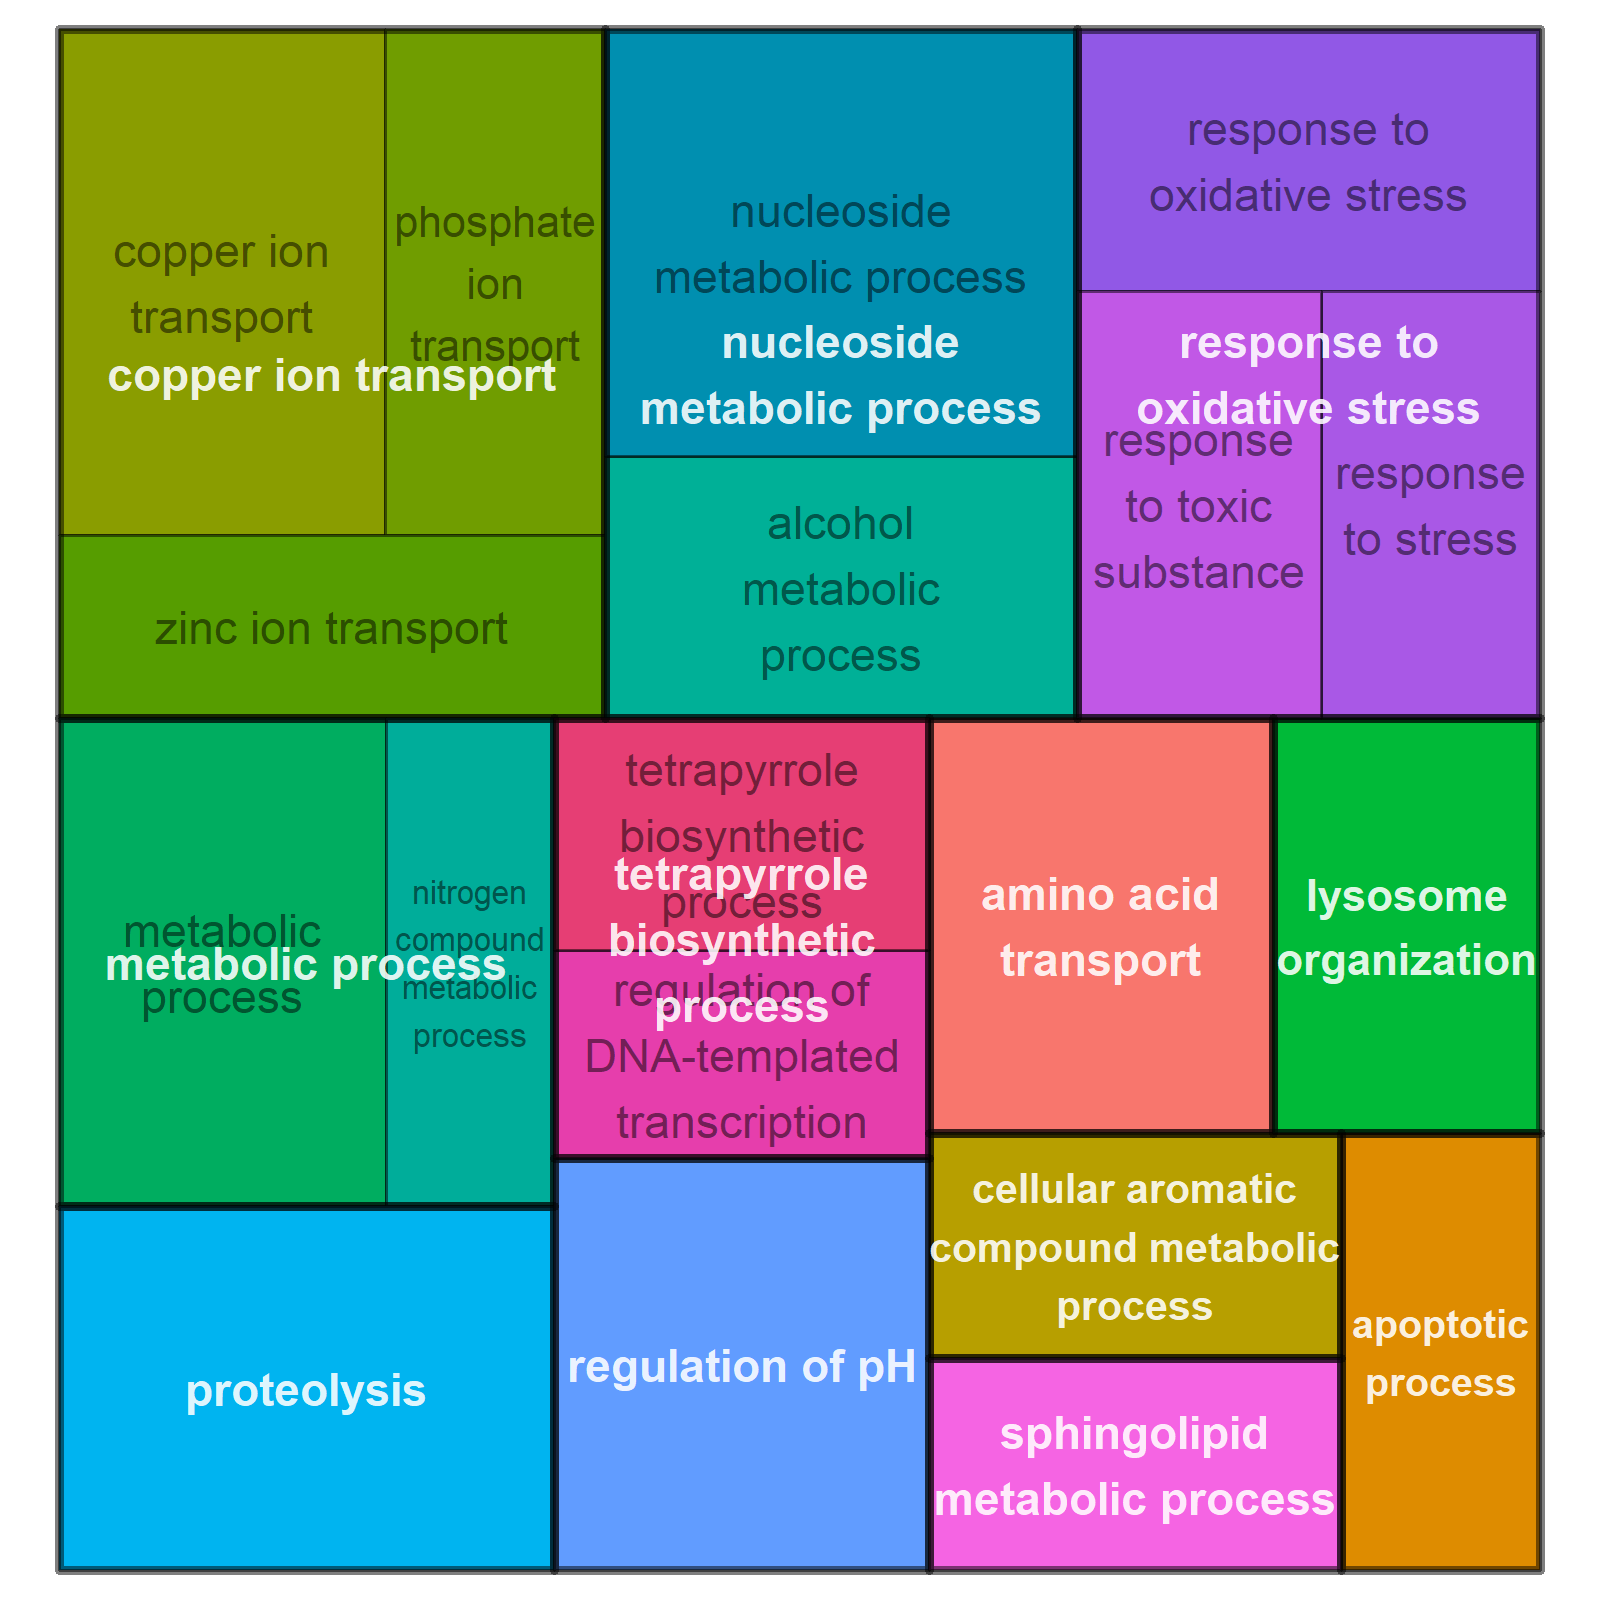 copper ion
transport
phosphate
ion
transport
copper ion transport
zinc ion transport
nucleoside
metabolic process
nucleoside
metabolic process
alcohol
metabolic
process
response to
oxidative stress
response to
oxidative stress
response
to toxic
substance
response
to stress
metabolic
process
metabolic process
nitrogen
compound
metabolic
process
tetrapyrrole
biosynthetic
process
tetrapyrrole
biosynthetic
process
regulation of
DNA-templated
transcription
amino acid
transport
lysosome
organization
proteolysis
regulation of pH
cellular aromatic
compound metabolic
process
sphingolipid
metabolic process
apoptotic
process